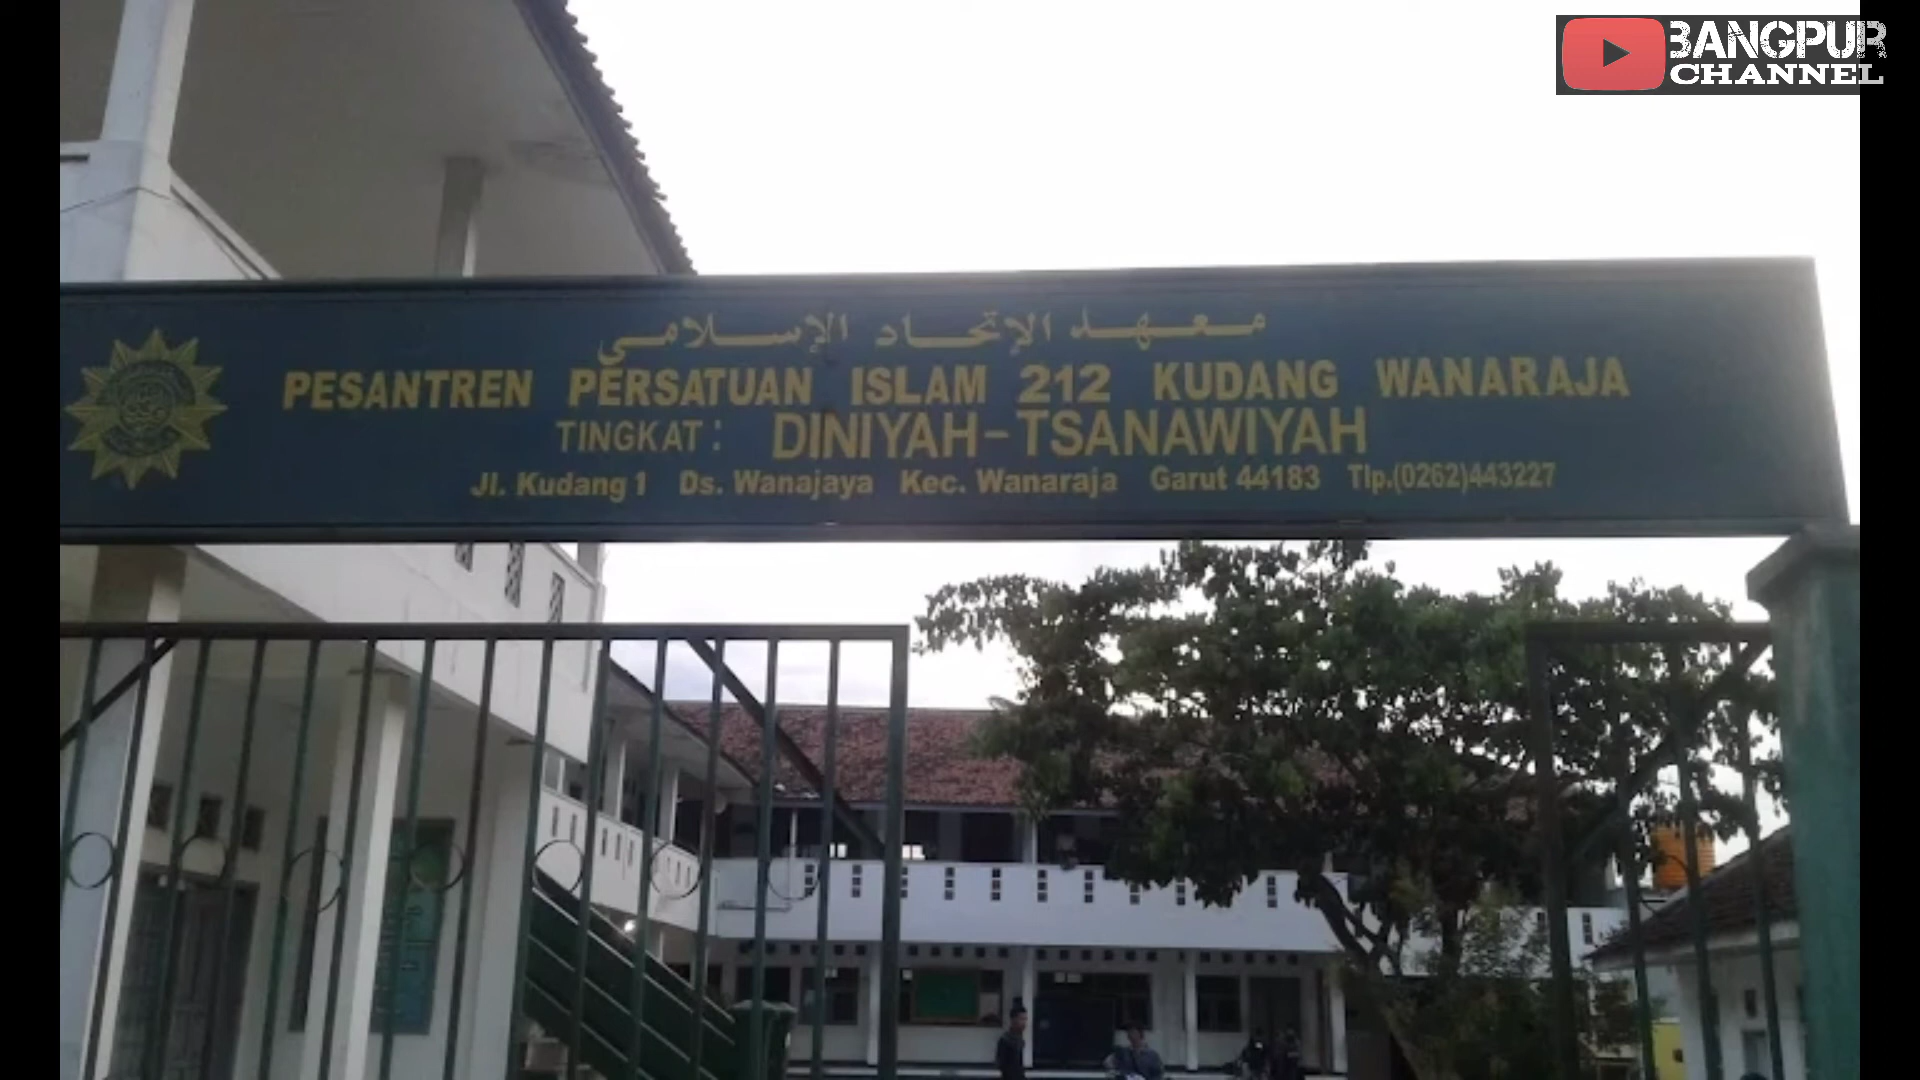 BANGPUR
CHANNEL
معهد الإتحاد الإسلامي
PESANTREN PERSATUAN ISLAM 212 KUDANG WANARAJA
TINGKAT: DINIYAH-TSANAWIYAH
Jl. Kudang 1 Ds. Wanajaya Kec. Wanaraja Garut 44183 Tlp.(0262)443227